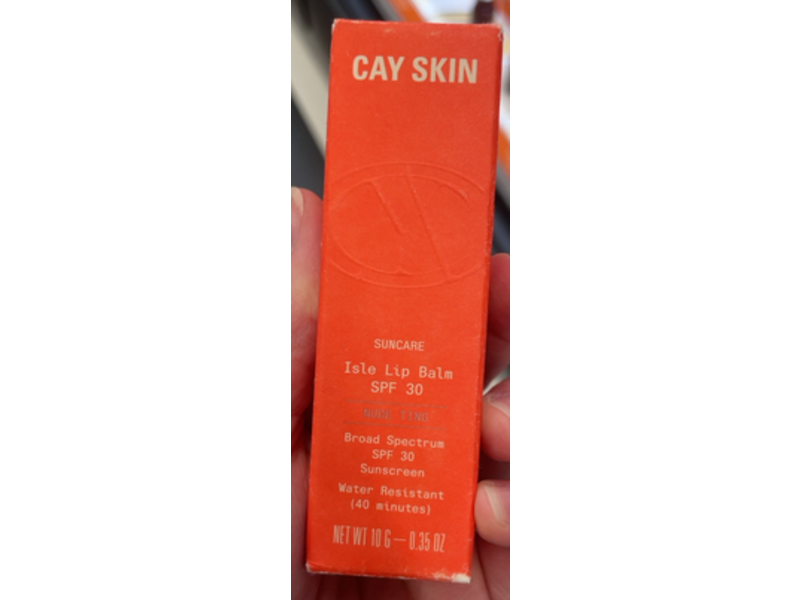 CAY SKIN
SUNCARE
Isle Lip Balm
SPF 30
Broad Spectrum
SPF 30
Sunscreen
Water Resistant
(40 minutes)
NET WT 10 G — 0.35 OZ